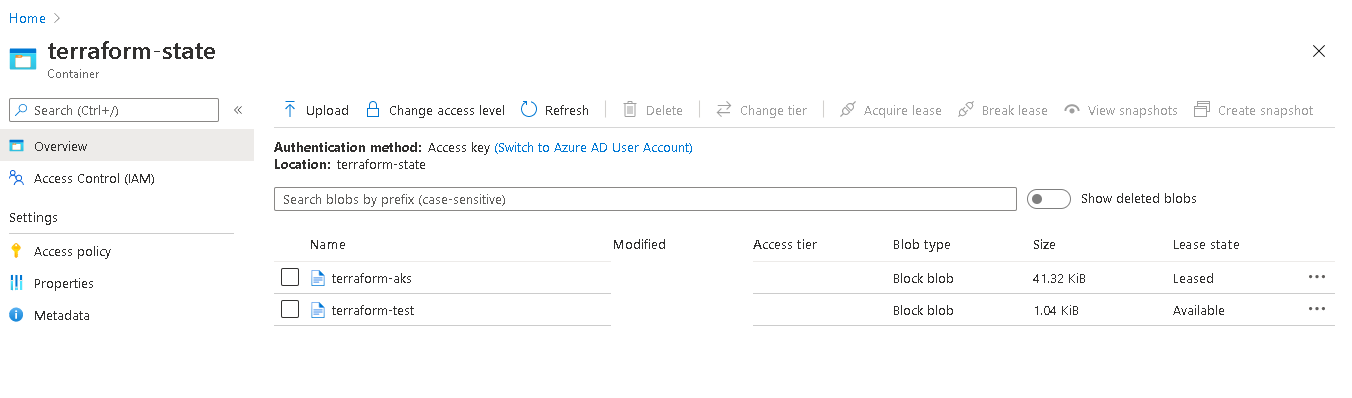 Home
terraform-state
Container
Search (Ctrl+/)
Overview
Access Control (IAM)
Settings
Access policy
Properties
Metadata
Upload Change access level Refresh Delete Change tier Acquire lease Break lease View snapshots Create snapshot
Authentication method: Access key (Switch to Azure AD User Account)
Location: terraform-state
Search blobs by prefix (case-sensitive) Show deleted blobs
Name Modified Access tier Blob type Size Lease state
terraform-aks Block blob 41.32 KiB Leased
terraform-test Block blob 1.04 KiB Available